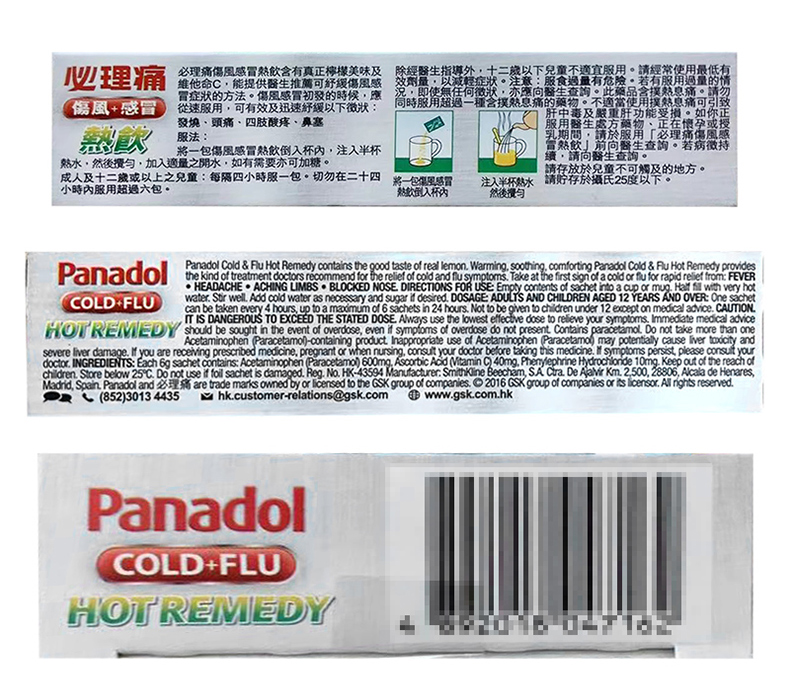 必理痛
傷風+感冒
熱飲
必理痛傷風感冒熱飲含有真正檸檬美味及
維他命C，能提供醫生推薦可紓緩傷風感
冒症狀的方法。傷風感冒初發的時候，應
從速服用，可有效及迅速紓緩以下徵狀：
發燒、頭痛、四肢酸疼、鼻塞
服法：
將一包傷風感冒熱飲倒入杯內，注入半杯
熱水，然後攪勻，加入適量之開水，如有需要亦可加糖。
成人及十二歲或以上之兒童：每隔四小時服一包。切勿在二十四
小時內服用超過六包。
除經醫生指導外，十二歲以下兒童不適宜服用。請經常使用最低有
效劑量，以減輕症狀。注意：服食過量有危險。若有服用過量的情
況，即使無任何徵狀，亦應向醫生查詢。此藥品含撲熱息痛。請勿
同時服用超過一種含撲熱息痛的藥物。不適當使用撲熱息痛可引致
肝中毒及嚴重肝功能受損。如你正
服用醫生處方藥物、正在懷孕或授
乳期間，請於服用「必理痛傷風感
冒熱飲」前向醫生查詢。若病徵持
續，請向醫生查詢。
請存放於兒童不可觸及的地方。
請貯存於攝氏25度以下。
將一包傷風感冒
熱飲倒入杯內
注入半杯熱水
然後攪勻
Panadol
COLD+FLU
HOT REMEDY
Panadol Cold & Flu Hot Remedy contains the good taste of real lemon. Warming, soothing, comforting Panadol Cold & Flu Hot Remedy provides
the kind of treatment doctors recommend for the relief of cold and flu symptoms. Take at the first sign of a cold or flu for rapid relief from: FEVER
• HEADACHE • ACHING LIMBS • BLOCKED NOSE. DIRECTIONS FOR USE: Empty contents of sachet into a cup or mug. Half fill with very hot
water. Stir well. Add cold water as necessary and sugar if desired. DOSAGE: ADULTS AND CHILDREN AGED 12 YEARS AND OVER: One sachet
can be taken every 4 hours, up to a maximum of 6 sachets in 24 hours. Not to be given to children under 12 except on medical advice. CAUTION.
IT IS DANGEROUS TO EXCEED THE STATED DOSE. Always use the lowest effective dose to relieve your symptoms. Immediate medical advice
should be sought in the event of overdose, even if symptoms of overdose do not present. Contains paracetamol. Do not take more than one
Acetaminophen (Paracetamol)-containing product. Inappropriate use of Acetaminophen (Paracetamol) may potentially cause liver toxicity and
severe liver damage. If you are receiving prescribed medicine, pregnant or when nursing, consult your doctor before taking this medicine. If symptoms persist, please consult your
doctor. INGREDIENTS: Each 6g sachet contains: Acetaminophen (Paracetamol) 600mg, Ascorbic Acid (Vitamin C) 40mg, Phenylephrine Hydrochloride 10mg. Keep out of the reach of
children. Store below 25°C. Do not use if foil sachet is damaged. Reg. No. HK-43594 Manufacturer: SmithKline Beecham, S.A. Ctra. De Ajalvir Km. 2,500, 28806, Alcala de Henares,
Madrid, Spain. Panadol and 必理痛 are trade marks owned by or licensed to the GSK group of companies. © 2016 GSK group of companies or its licensor. All rights reserved.
(852)3013 4435 hk.customer-relations@gsk.com www.gsk.com.hk
Panadol
COLD+FLU
HOT REMEDY